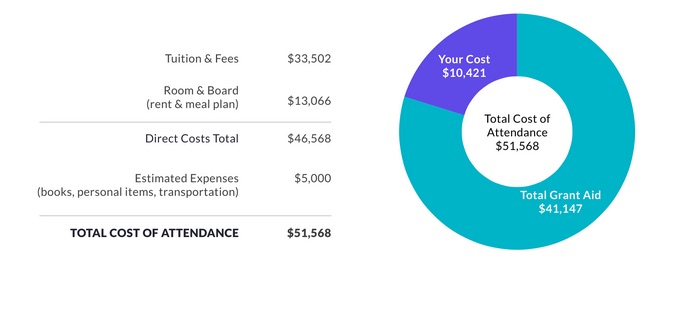 Tuition & Fees $33,502
Room & Board
(rent & meal plan) $13,066
Direct Costs Total $46,568
Estimated Expenses $5,000
(books, personal items, transportation)
TOTAL COST OF ATTENDANCE $51,568
Your Cost
$10,421
Total Cost of
Attendance
$51,568
Total Grant Aid
$41,147